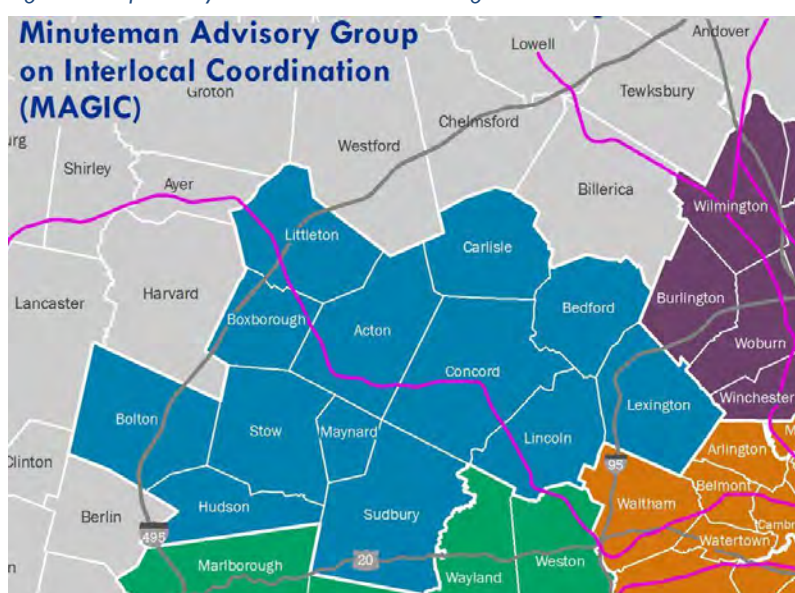 Minuteman Advisory Group
on Interlocal Coordination
(MAGIC)
Lowell
Andover
Groton
Tewksbury
Chelmsford
Westford
Shirley
Ayer
Billerica
Wilmington
Littleton
Carlisle
Lancaster
Harvard
Bedford
Burlington
Boxborough
Acton
Woburn
Concord
Winchester
Bolton
Stow
Maynard
Lexington
Lincoln
Arlington
Clinton
95
Belmont
Hudson
Waltham
Berlin
Sudbury
495
Watertown
Marlborough
20
Wayland
Weston